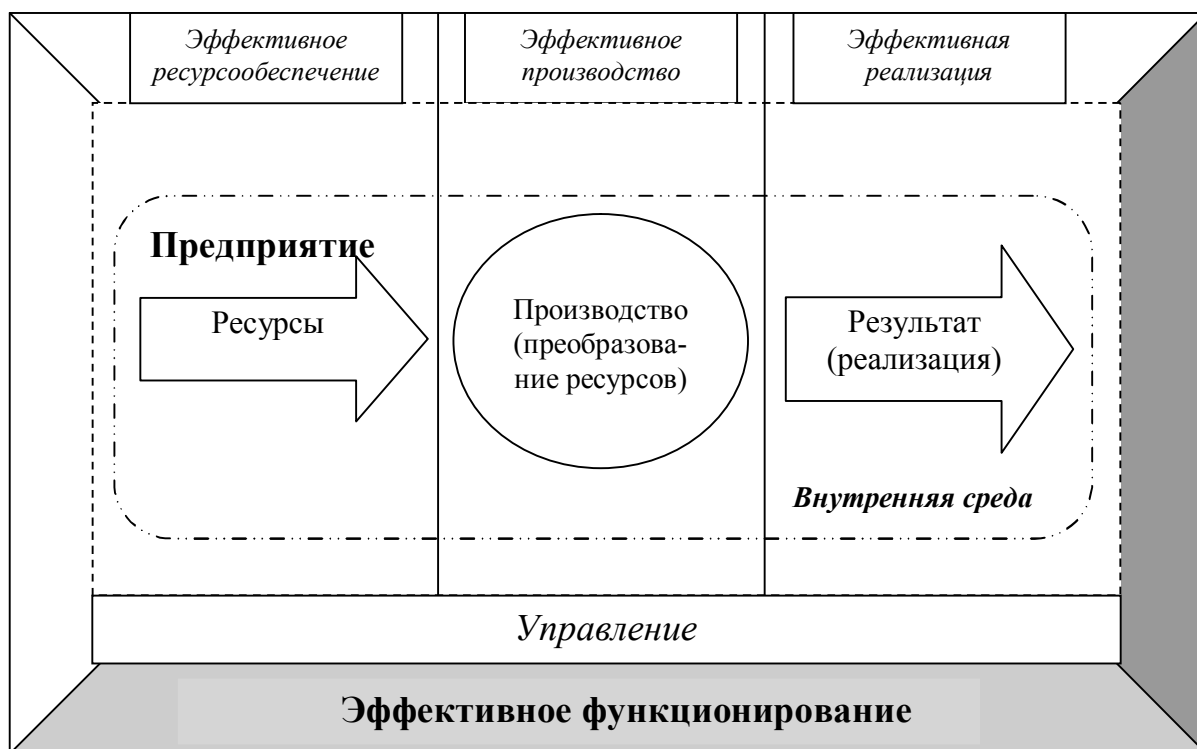 Эффективное
ресурсообеспечение
Эффективное
производство
Эффективная
реализация
Предприятие
Ресурсы
Производство
(преобразова-
ние ресурсов)
Результат
(реализация)
Внутренняя среда
Управление
Эффективное функционирование